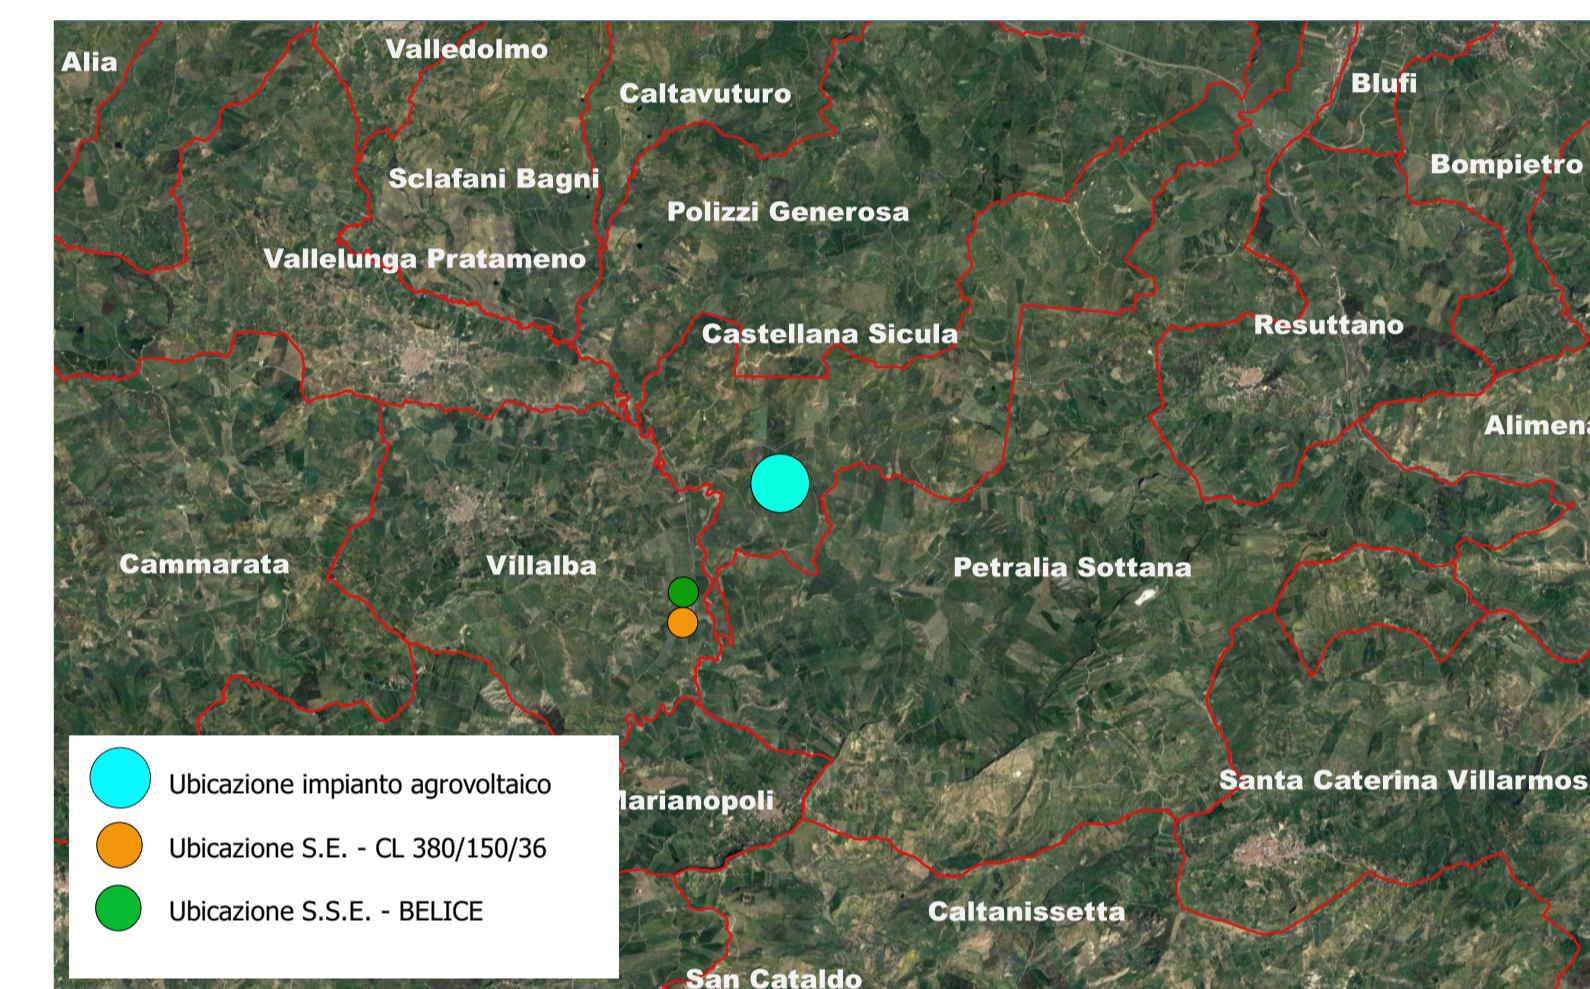 Alia
Valledolmo
Caltavuturo
Blufi
Sclafani Bagni
Bompietro
Polizzi Generosa
Vallelunga Pratameno
Castellana Sicula
Resuttano
Alimena
Cammarata
Villalba
Petralia Sottana
Ubicazione impianto agrovoltaico
Santa Caterina Villarmos
Marianopoli
Ubicazione S.E. - CL 380/150/36
Ubicazione S.S.E. - BELICE
Caltanissetta
San Cataldo